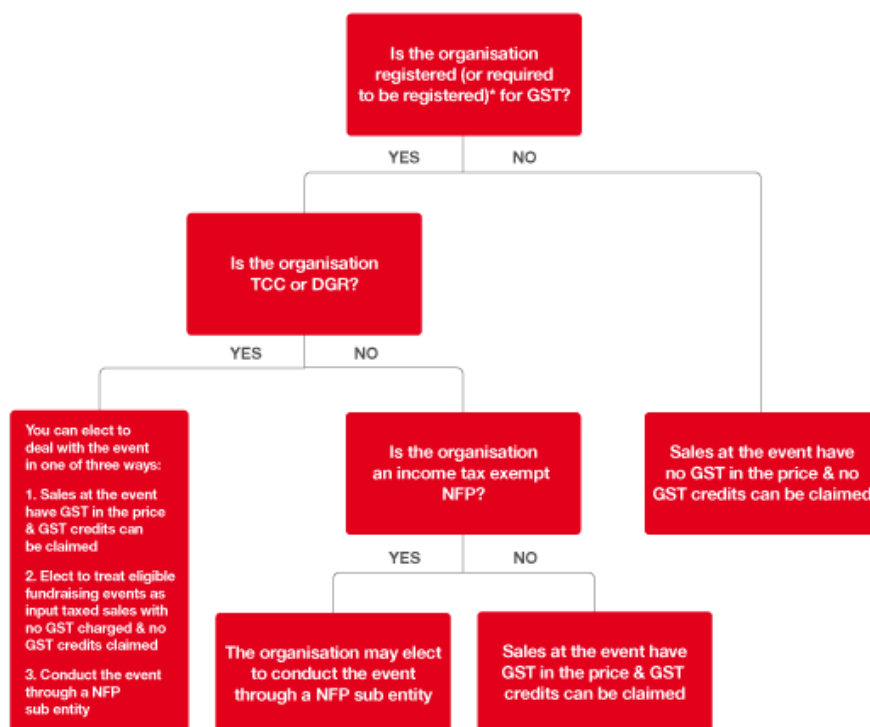 Is the organisation
registered (or required
to be registered)* for GST?
YES
NO
Is the organisation
TCC or DGR?
YES
NO
You can elect to
deal with the event
in one of three ways:
1. Sales at the event
have GST in the price
& GST credits can
be claimed
2. Elect to treat eligible
fundraising events as
input taxed sales with
no GST charged & no
GST credits claimed
3. Conduct the event
through a NFP
sub entity
Is the organisation
an income tax exempt
NFP?
Sales at the event have
no GST in the price & no
GST credits can be claimed
YES
NO
The organisation may elect
to conduct the event
through a NFP sub entity
Sales at the event have
GST in the price & GST
credits can be claimed